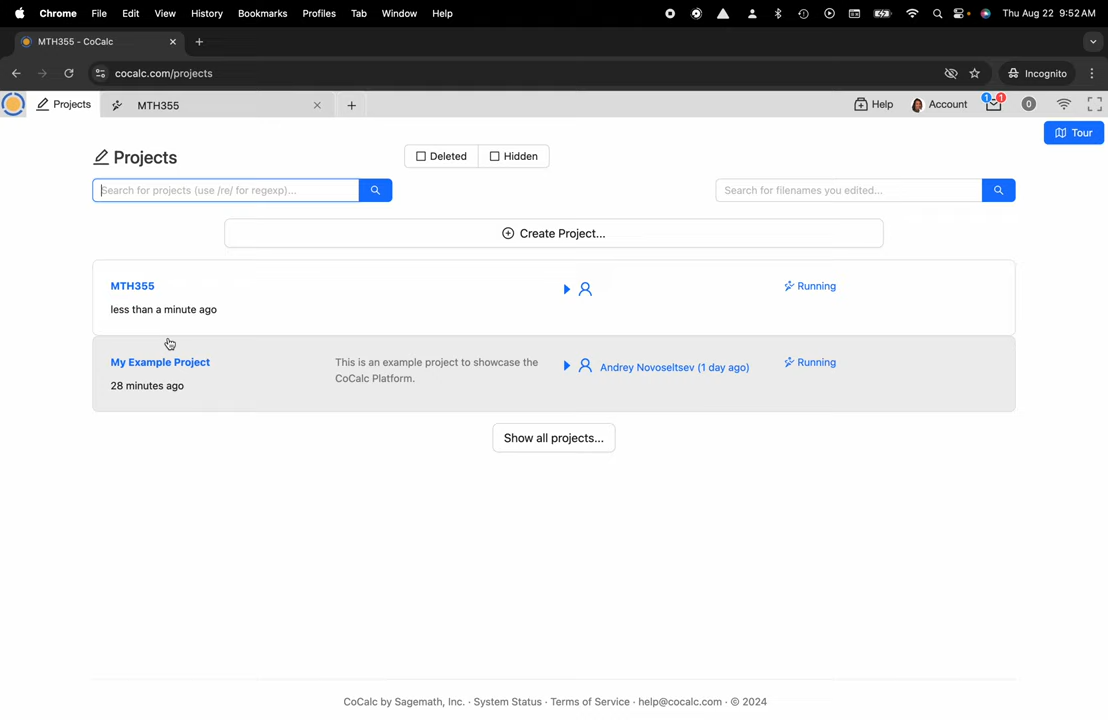 Chrome File Edit View History Bookmarks Profiles Tab Window Help Thu Aug 22 9:52 AM
MTH355 - CoCalc
cocalc.com/projects Incognito
Projects MTH355 Help Account 1 1 0
Tour
Projects Deleted Hidden
Search for projects (use /re/ for regexp)... Search for filenames you edited...
Create Project...
MTH355 Running
less than a minute ago
My Example Project This is an example project to showcase the Andrey Novoseltsev (1 day ago) Running
28 minutes ago CoCalc Platform.
Show all projects...
CoCalc by Sagemath, Inc. · System Status · Terms of Service · help@cocalc.com · © 2024